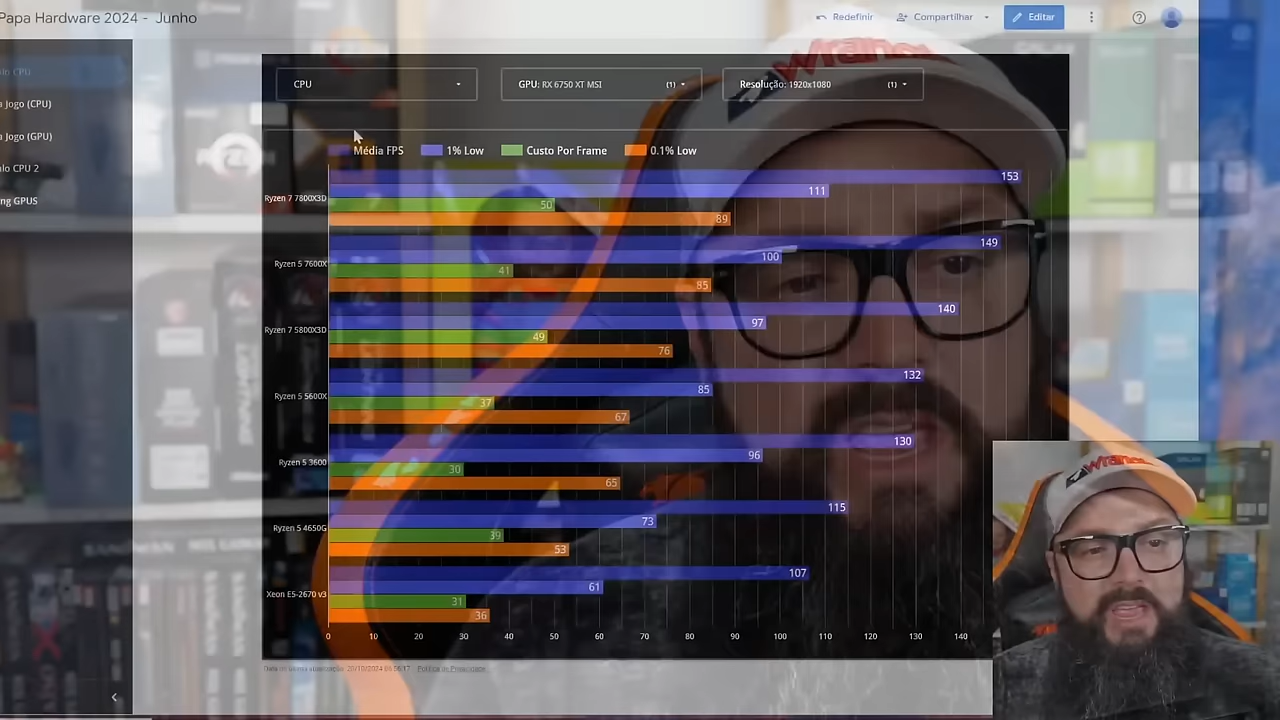 Papa Hardware 2024 - Junho
Redefinir
Compartilhar
Editar
CPU
Jogo (CPU)
Jogo (GPU)
CPU 2
GPUS
CPU
GPU: RX 6750 XT MSI (1)
Resolução: 1920x1080 (1)
Média FPS
1% Low
Custo Por Frame
0.1% Low
Ryzen 7 7800X3D
153
111
50
89
Ryzen 5 7600X
149
100
41
85
Ryzen 7 5800X3D
140
97
49
76
Ryzen 5 5600X
132
85
37
67
Ryzen 5 3600
130
96
30
65
Ryzen 5 4650G
115
73
39
53
Xeon E5-2670 v3
107
61
31
36
0 10 20 30 40 50 60 70 80 90 100 110 120 130 140
Política de Privacidade